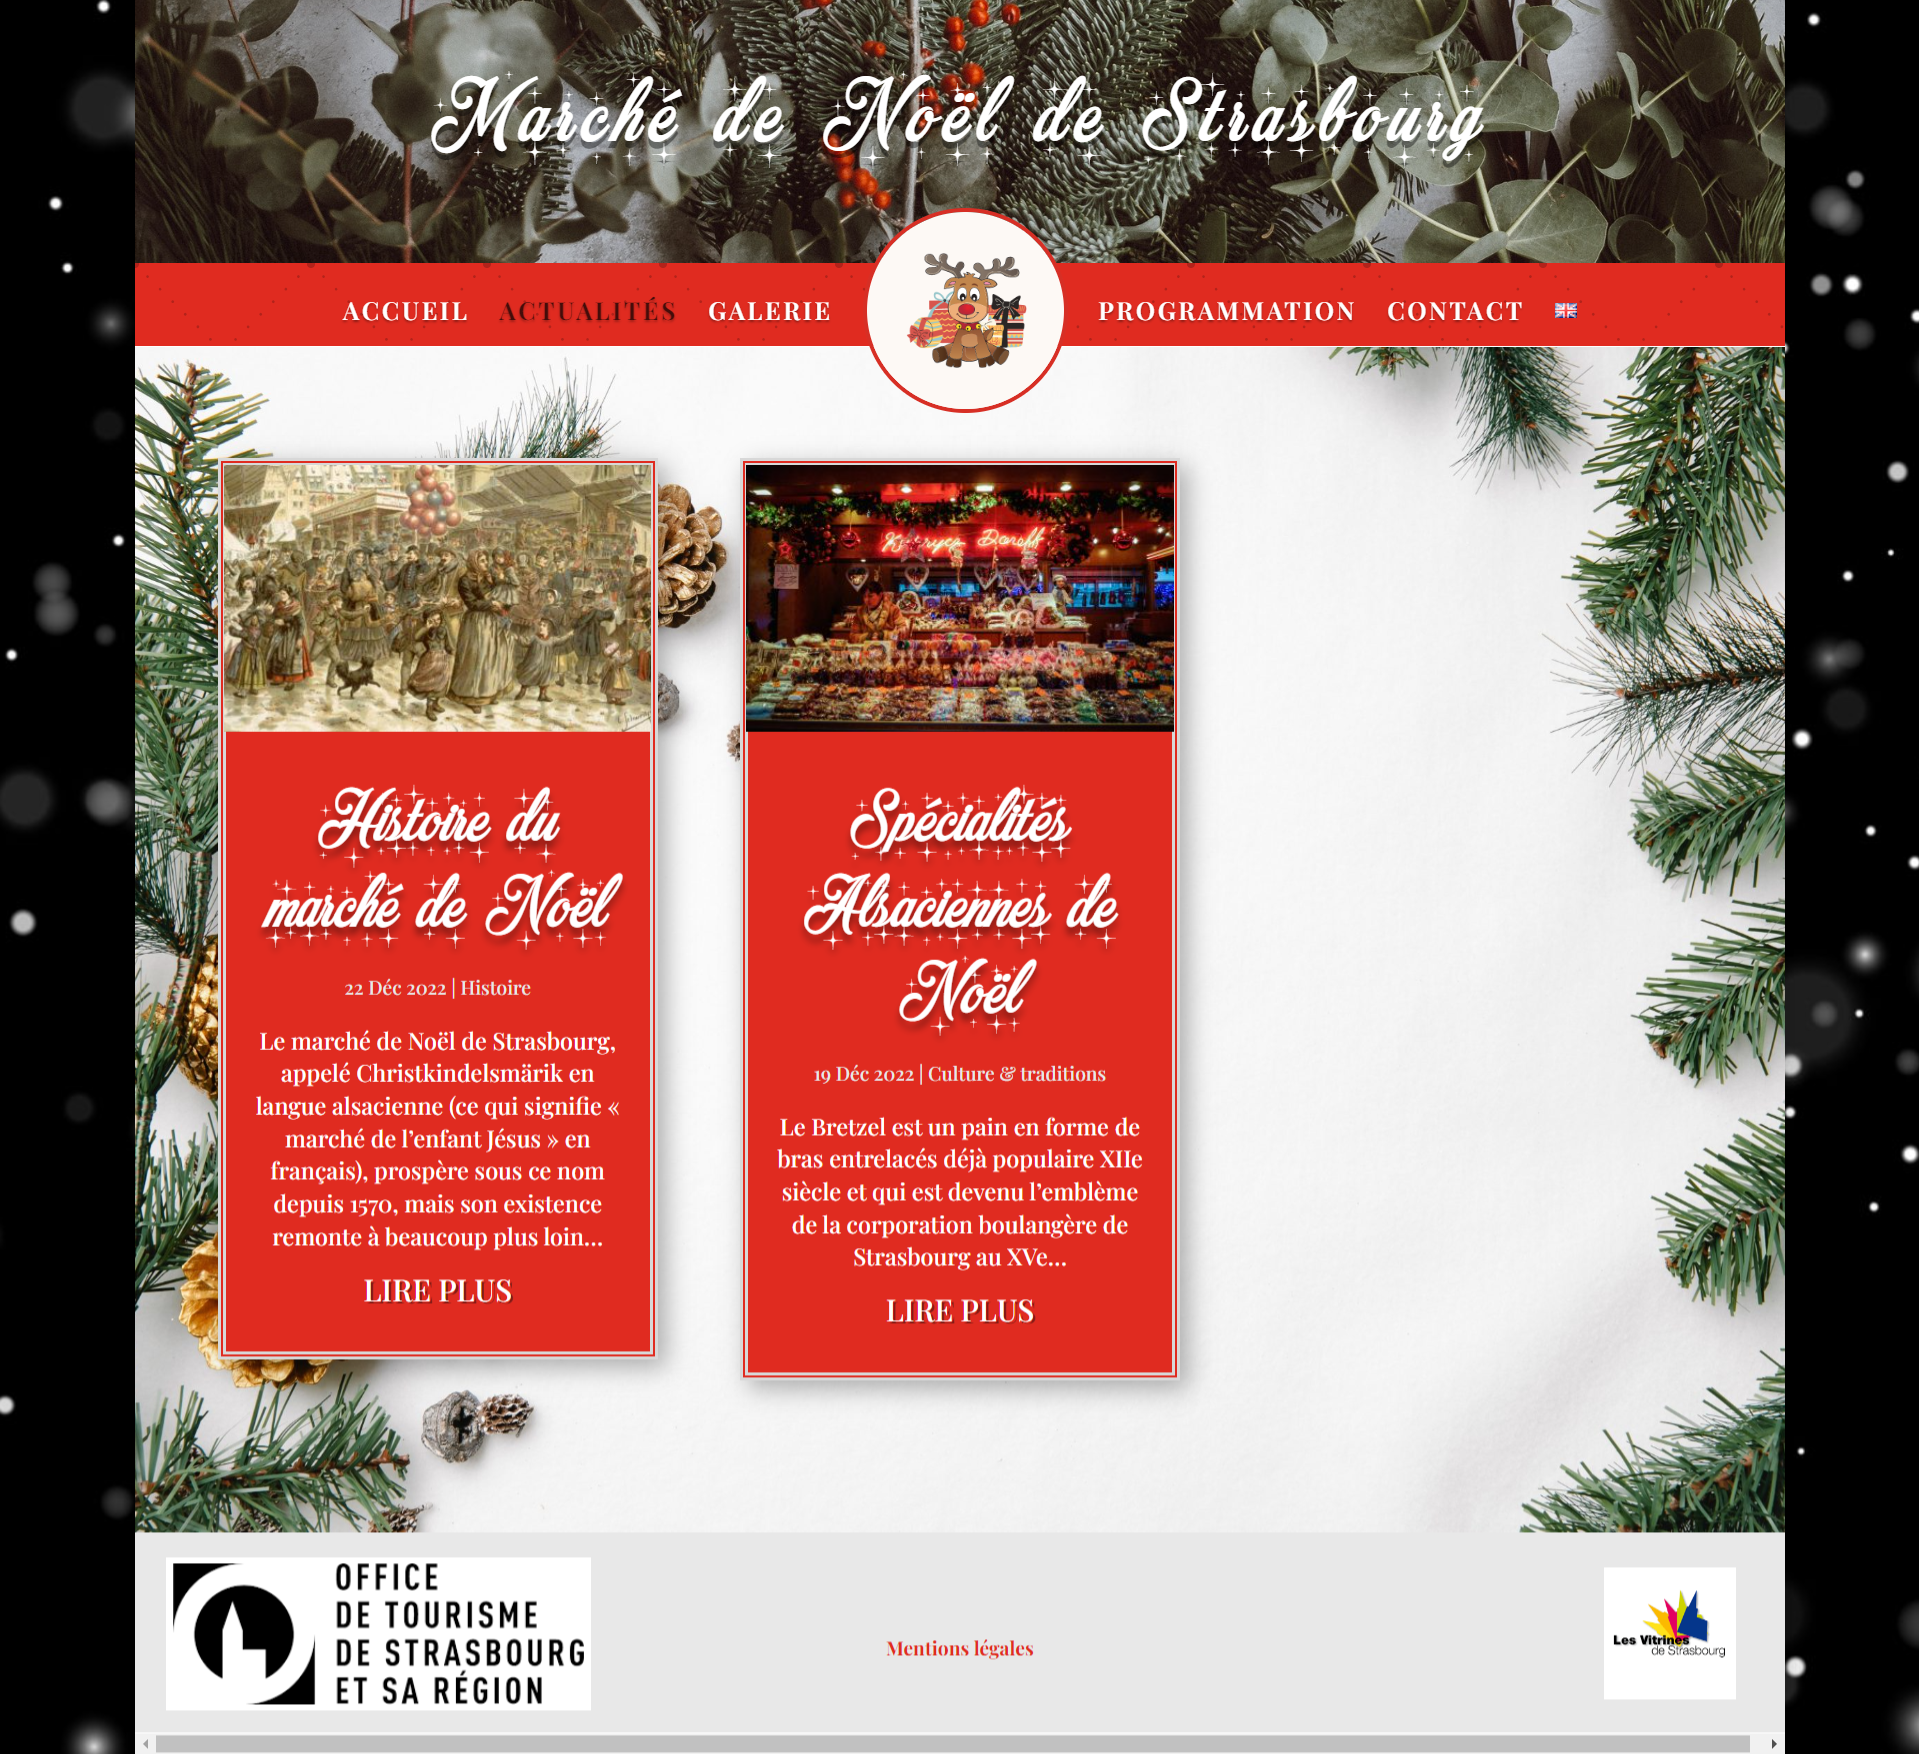 Marché de Noël de Strasbourg
ACCUEIL ACTUALITÉS GALERIE PROGRAMMATION CONTACT
Histoire du
marché de Noël
22 Déc 2022 | Histoire
Le marché de Noël de Strasbourg,
appelé Christkindelsmärik en
langue alsacienne (ce qui signifie «
marché de l’enfant Jésus » en
français), prospère sous ce nom
depuis 1570, mais son existence
remonte à beaucoup plus loin...
LIRE PLUS
Spécialités
Alsaciennes de
Noël
19 Déc 2022 | Culture & traditions
Le Bretzel est un pain en forme de
bras entrelacés déjà populaire XIIe
siècle et qui est devenu l’emblème
de la corporation boulangère de
Strasbourg au XVe...
LIRE PLUS
OFFICE
DE TOURISME
DE STRASBOURG
ET SA RÉGION
Mentions légales
Les Vitrines
de Strasbourg